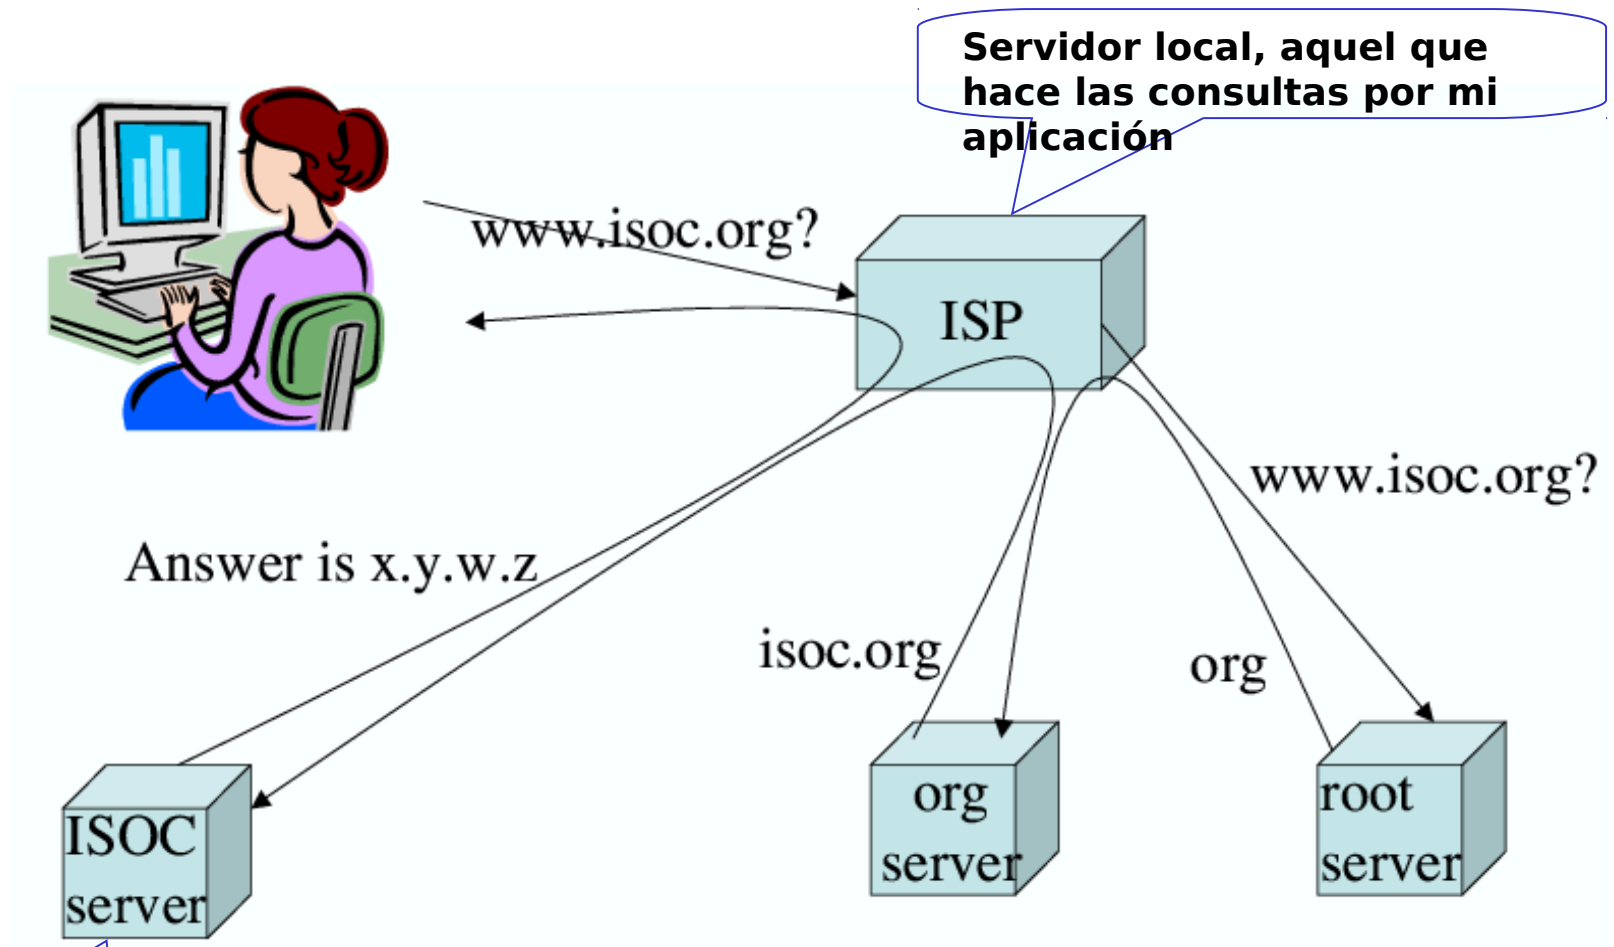 Servidor local, aquel que
hace las consultas por mi
aplicación
www.isoc.org?
ISP
www.isoc.org?
Answer is x.y.w.z
isoc.org
org
ISOC
server
org
server
root
server